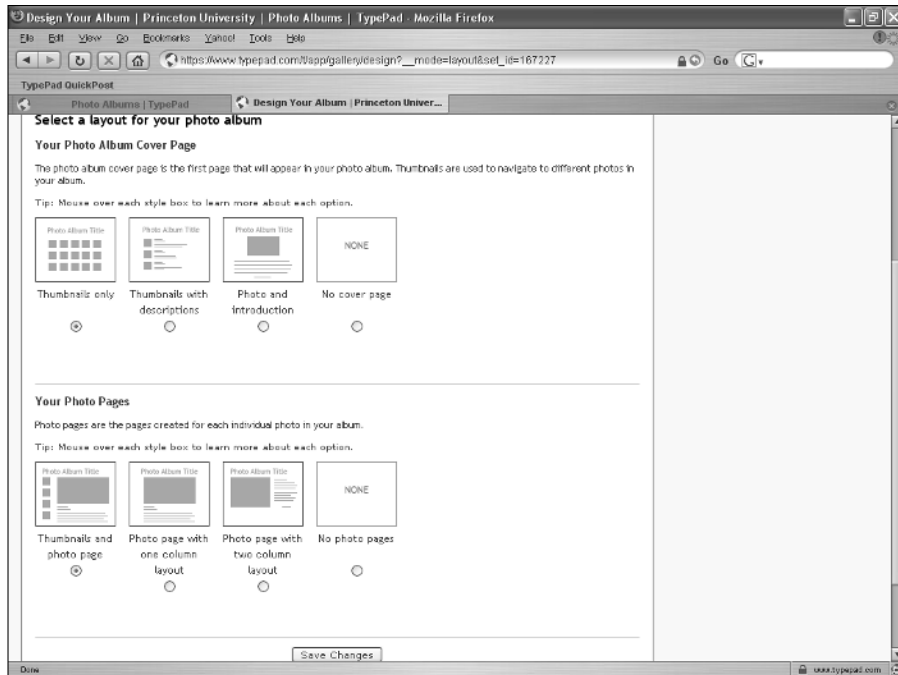 Design Your Album | Princeton University | Photo Albums | TypePad - Mozilla Firefox
File Edit View Go Bookmarks Yahoo! Tools Help
https://www.typepad.com/t/app/gallery/design?__mode=layout&set_id=167227 Go G
TypePad QuickPost
Photo Albums | TypePad Design Your Album | Princeton Univer...
Select a layout for your photo album
Your Photo Album Cover Page
The photo album cover page is the first page that will appear in your photo album. Thumbnails are used to navigate to different photos in
your album.
Tip: Mouse over each style box to learn more about each option.
Photo Album Title Photo Album Title Photo Album Title
NONE
Thumbnails only Thumbnails with Photo and No cover page
descriptions introduction
Your Photo Pages
Photo pages are the pages created for each individual photo in your album.
Tip: Mouse over each style box to learn more about each option.
Photo Album Title Photo Album Title Photo Album Title
NONE
Thumbnails and Photo page with Photo page with No photo pages
photo page one column two column
layout layout
Save Changes
Done www.typepad.com